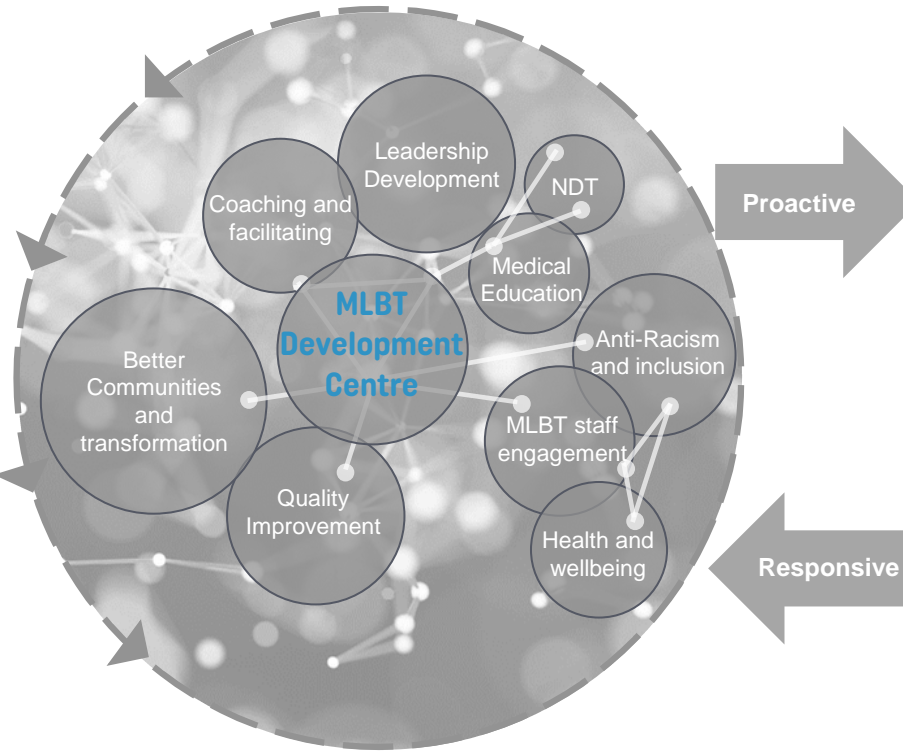 Leadership
Development
NDT
Coaching and
facilitating
Proactive
Medical
Education
MLBT
Development
Centre
Anti-Racism
and inclusion
Better
Communities
and
transformation
MLBT staff
engagement
Quality
Improvement
Health and
wellbeing
Responsive